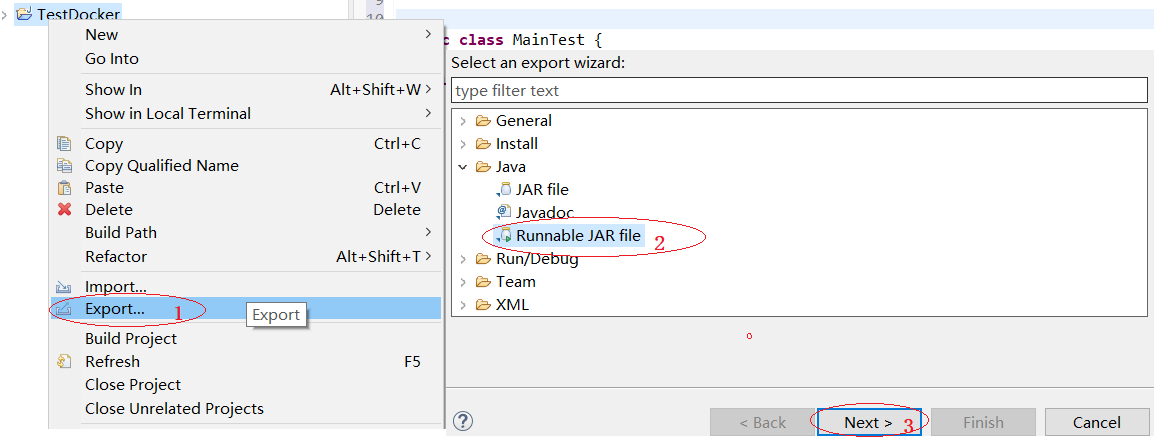 TestDocker
New
Go Into
Show In Alt+Shift+W
Show in Local Terminal
Copy Ctrl+C
Copy Qualified Name
Paste Ctrl+V
Delete Delete
Build Path
Refactor Alt+Shift+T
Import...
Export... 1
Export
Build Project
Refresh F5
Close Project
Close Unrelated Projects
9
10
c class MainTest {
Select an export wizard:
type filter text
General
Install
Java
JAR file
Javadoc
Runnable JAR file 2
Run/Debug
Team
XML
?
< Back
Next > 3
Finish
Cancel